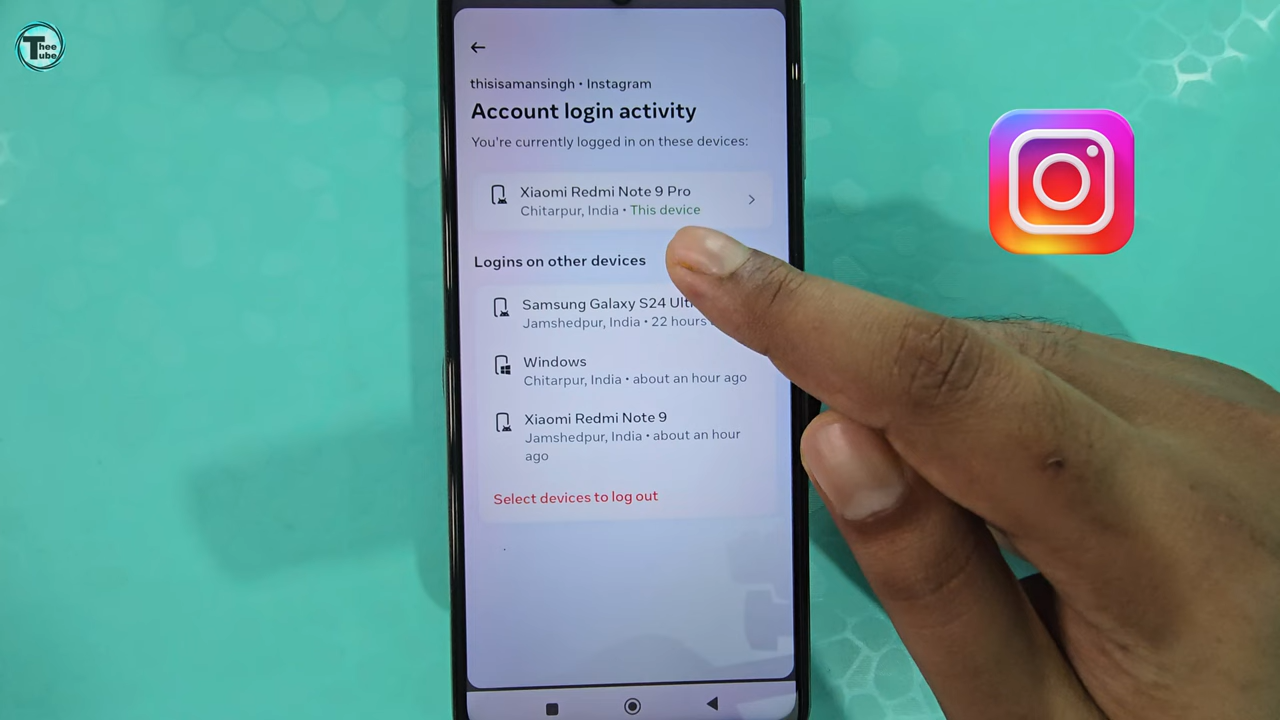 Thee
Tube
thisisamansingh • Instagram
Account login activity
You're currently logged in on these devices:
Xiaomi Redmi Note 9 Pro
Chitarpur, India • This device
Logins on other devices
Samsung Galaxy S24
Jamshedpur, India • 22 hours
Windows
Chitarpur, India • about an hour ago
Xiaomi Redmi Note 9
Jamshedpur, India • about an hour
ago
Select devices to log out